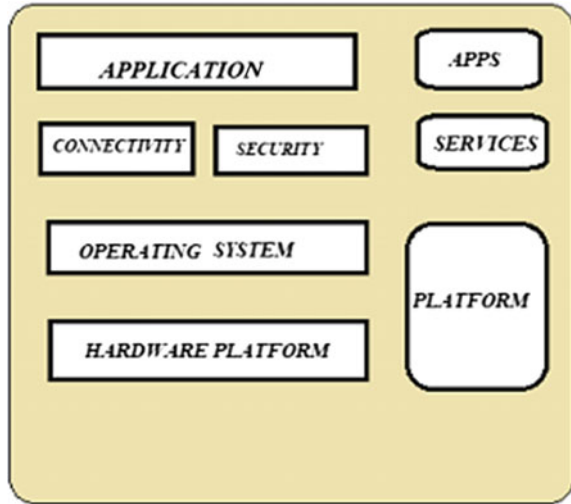 APPLICATION
APPS
CONNECTIVITY
SECURITY
SERVICES
OPERATING SYSTEM
PLATFORM
HARDWARE PLATFORM